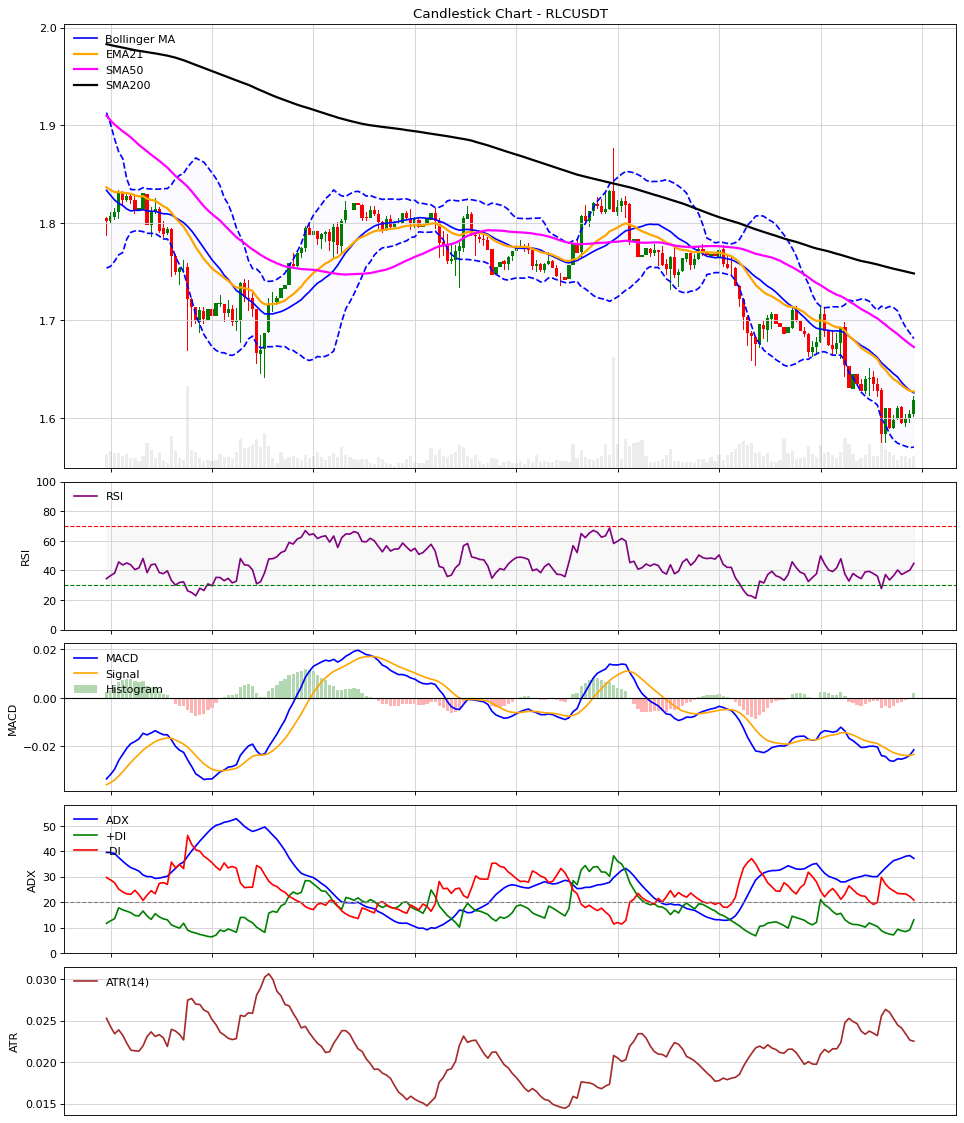 Candlestick Chart - RLCUSDT
2.0
1.9
1.8
1.7
1.6
Bollinger MA
EMA21
SMA50
SMA200
100
80
60
40
20
0
RSI
RSI
0.02
0.00
−0.02
MACD
MACD
Signal
Histogram
50
40
30
20
10
0
ADX
ADX
+DI
-DI
0.030
0.025
0.020
0.015
ATR
ATR(14)